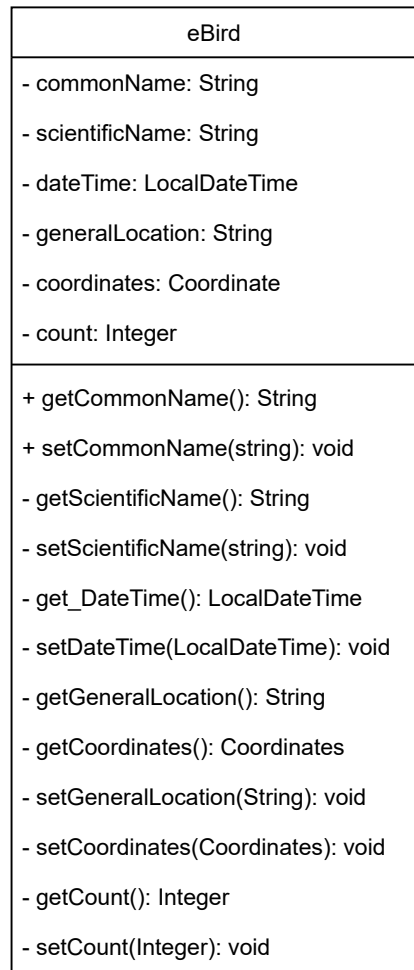 eBird
- commonName: String
- scientificName: String
- dateTime: LocalDateTime
- generalLocation: String
- coordinates: Coordinate
- count: Integer
+ getCommonName(): String
+ setCommonName(string): void
- getScientificName(): String
- setScientificName(string): void
- get_DateTime(): LocalDateTime
- setDateTime(LocalDateTime): void
- getGeneralLocation(): String
- getCoordinates(): Coordinates
- setGeneralLocation(String): void
- setCoordinates(Coordinates): void
- getCount(): Integer
- setCount(Integer): void